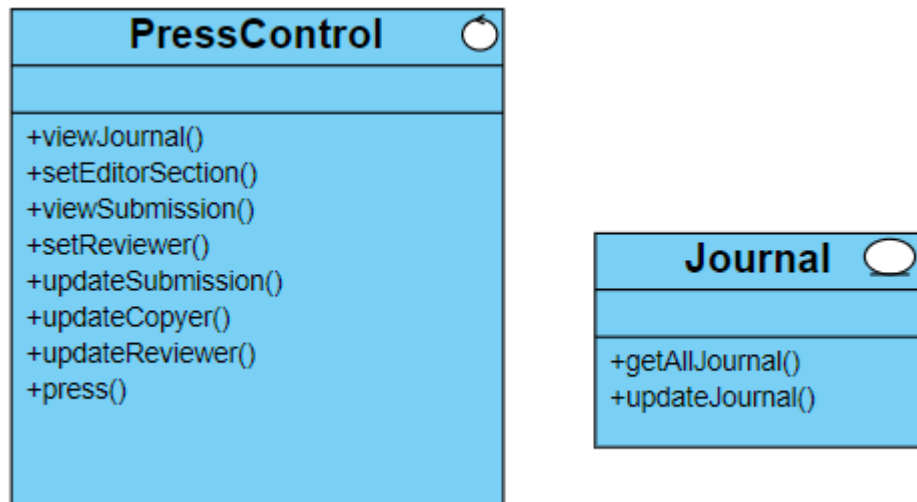 PressControl
+viewJournal()
+setEditorSection()
+viewSubmission()
+setReviewer()
+updateSubmission()
+updateCopyer()
+updateReviewer()
+press()
Journal
+getAllJournal()
+updateJournal()